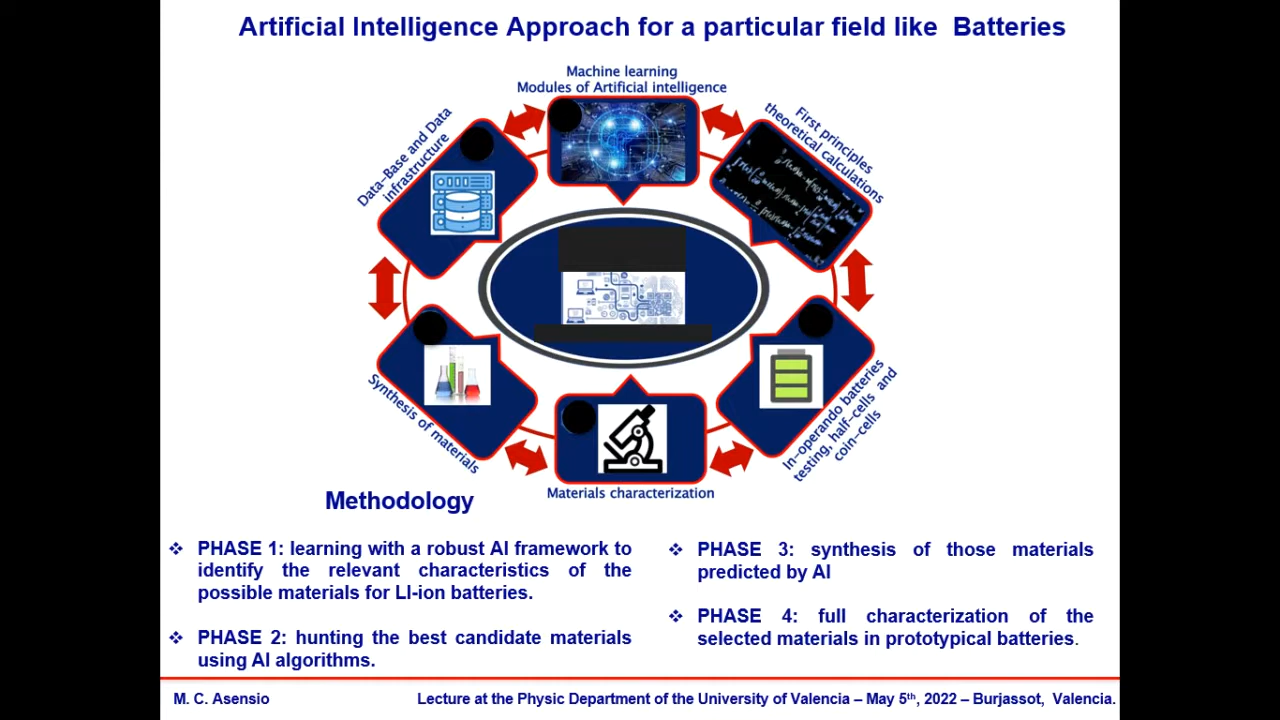 Artificial Intelligence Approach for a particular field like Batteries
Machine learning
Modules of Artificial intelligence
First principles
theoretical calculations
Data-Base and Data
infrastructure
In-operando batteries
testing, half-cells and
coin-cells
Synthesis of materials
Materials characterization
Methodology
❖ PHASE 1: learning with a robust AI framework to
identify the relevant characteristics of the
possible materials for LI-ion batteries.
❖ PHASE 2: hunting the best candidate materials
using AI algorithms.
❖ PHASE 3: synthesis of those materials
predicted by AI
❖ PHASE 4: full characterization of the
selected materials in prototypical batteries.
M. C. Asensio
Lecture at the Physic Department of the University of Valencia – May 5th, 2022 – Burjassot, Valencia.